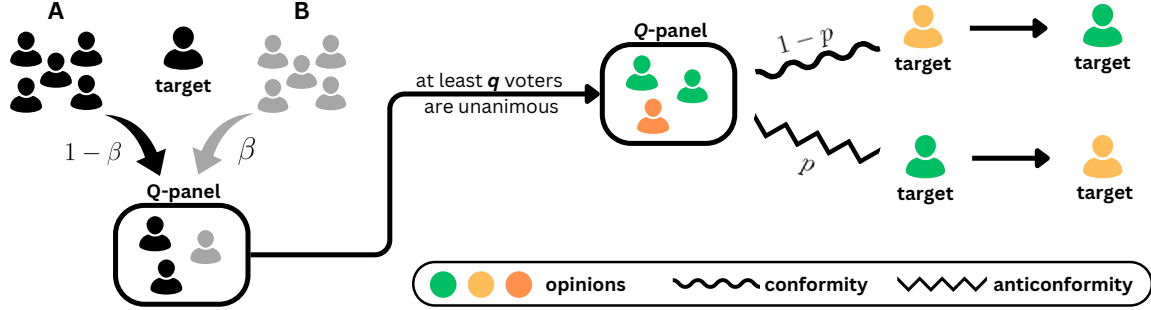 A
B
target
1 − β
β
Q-panel
at least q voters
are unanimous
Q-panel
1 − p
p
target
target
target
target
opinions
conformity
anticonformity